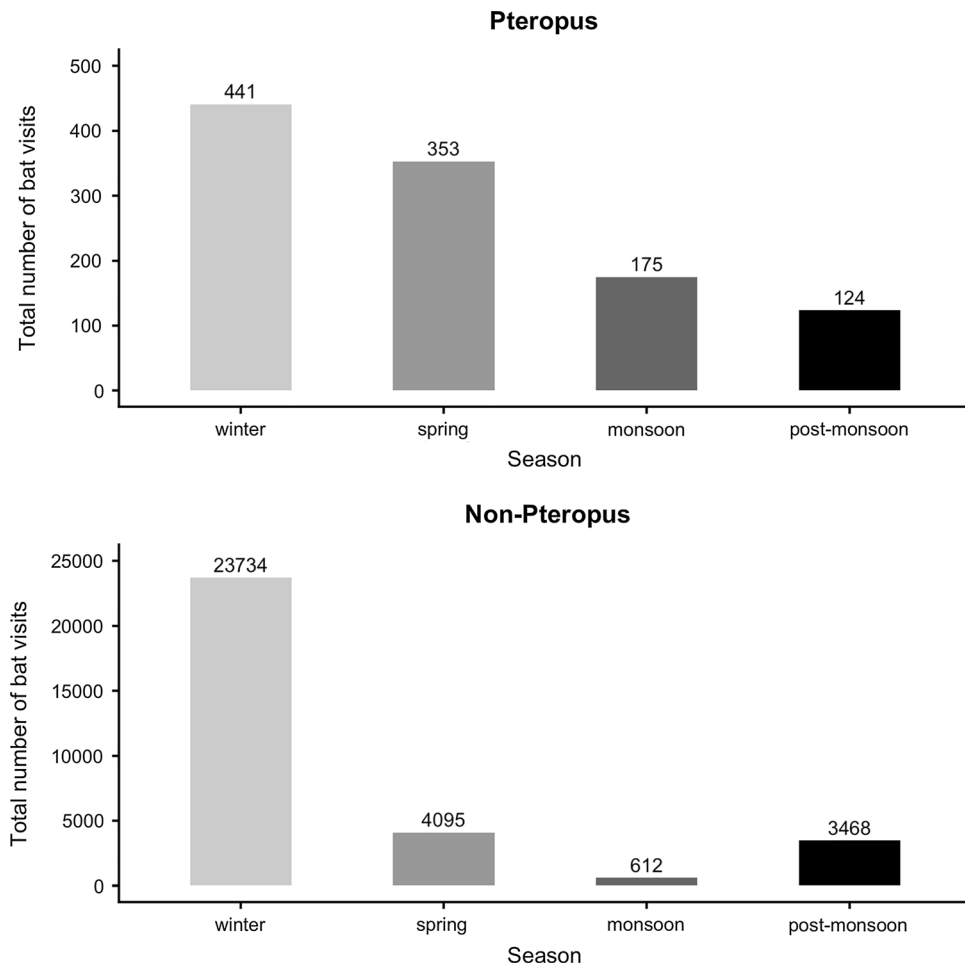 Pteropus
Total number of bat visits
500
400
300
200
100
0
441
353
175
124
winter spring monsoon post-monsoon
Season
Non-Pteropus
Total number of bat visits
25000
20000
15000
10000
5000
0
23734
4095
612
3468
winter spring monsoon post-monsoon
Season